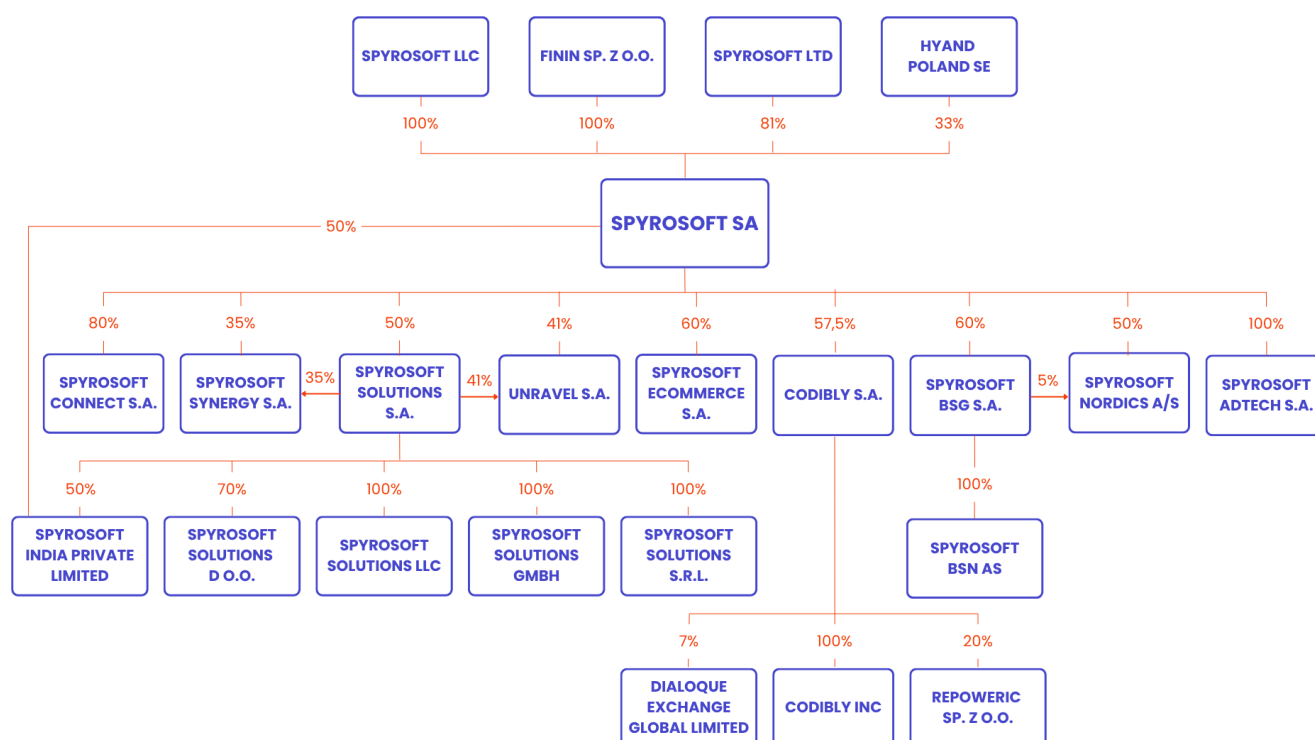 SPYROSOFT LLC
FININ SP. Z O.O.
SPYROSOFT LTD
HYAND
POLAND SE
100%
100%
81%
33%
SPYROSOFT SA
50%
80%
35%
50%
41%
60%
57,5%
60%
50%
100%
SPYROSOFT
CONNECT S.A.
SPYROSOFT
SYNERGY S.A.
35%
SPYROSOFT
SOLUTIONS
S.A.
41%
UNRAVEL S.A.
SPYROSOFT
ECOMMERCE
S.A.
CODIBLY S.A.
SPYROSOFT
BSG S.A.
5%
SPYROSOFT
NORDICS A/S
SPYROSOFT
ADTECH S.A.
50%
70%
100%
100%
100%
100%
SPYROSOFT
INDIA PRIVATE
LIMITED
SPYROSOFT
SOLUTIONS
D O.O.
SPYROSOFT
SOLUTIONS LLC
SPYROSOFT
SOLUTIONS
GMBH
SPYROSOFT
SOLUTIONS
S.R.L.
SPYROSOFT
BSN AS
7%
100%
20%
DIALOQUE
EXCHANGE
GLOBAL LIMITED
CODIBLY INC
REPOWERIC
SP. Z O.O.